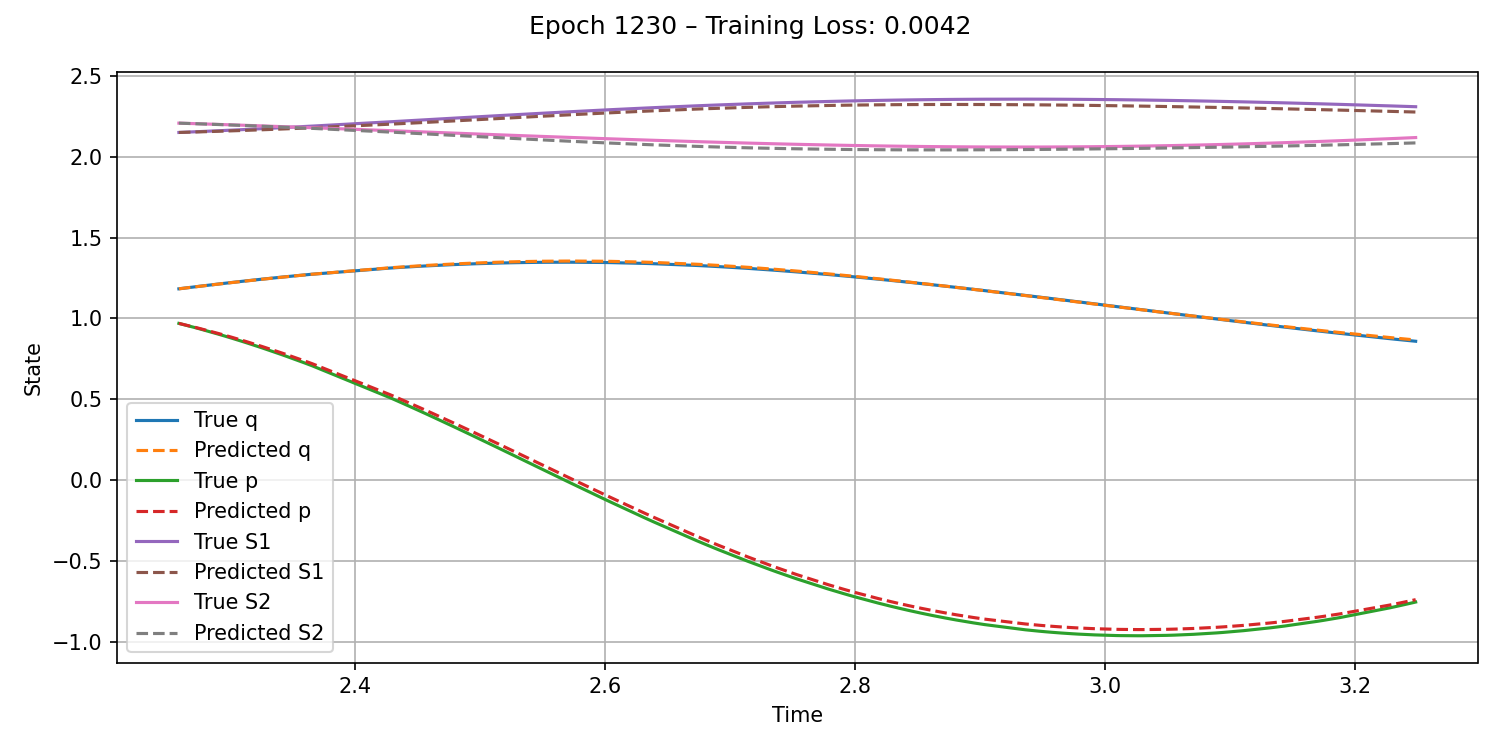 Epoch 1230 – Training Loss: 0.0042
2.5
2.0
1.5
1.0
0.5
0.0
−0.5
−1.0
State
True q
Predicted q
True p
Predicted p
True S1
Predicted S1
True S2
Predicted S2
2.4 2.6 2.8 3.0 3.2
Time